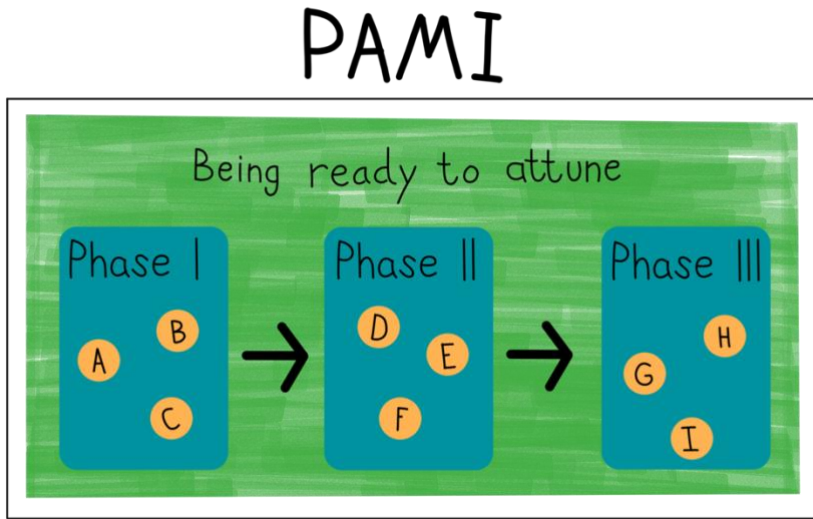 PAMI
Being ready to attune
Phase I
A
B
C
Phase II
D
E
F
Phase III
G
H
I